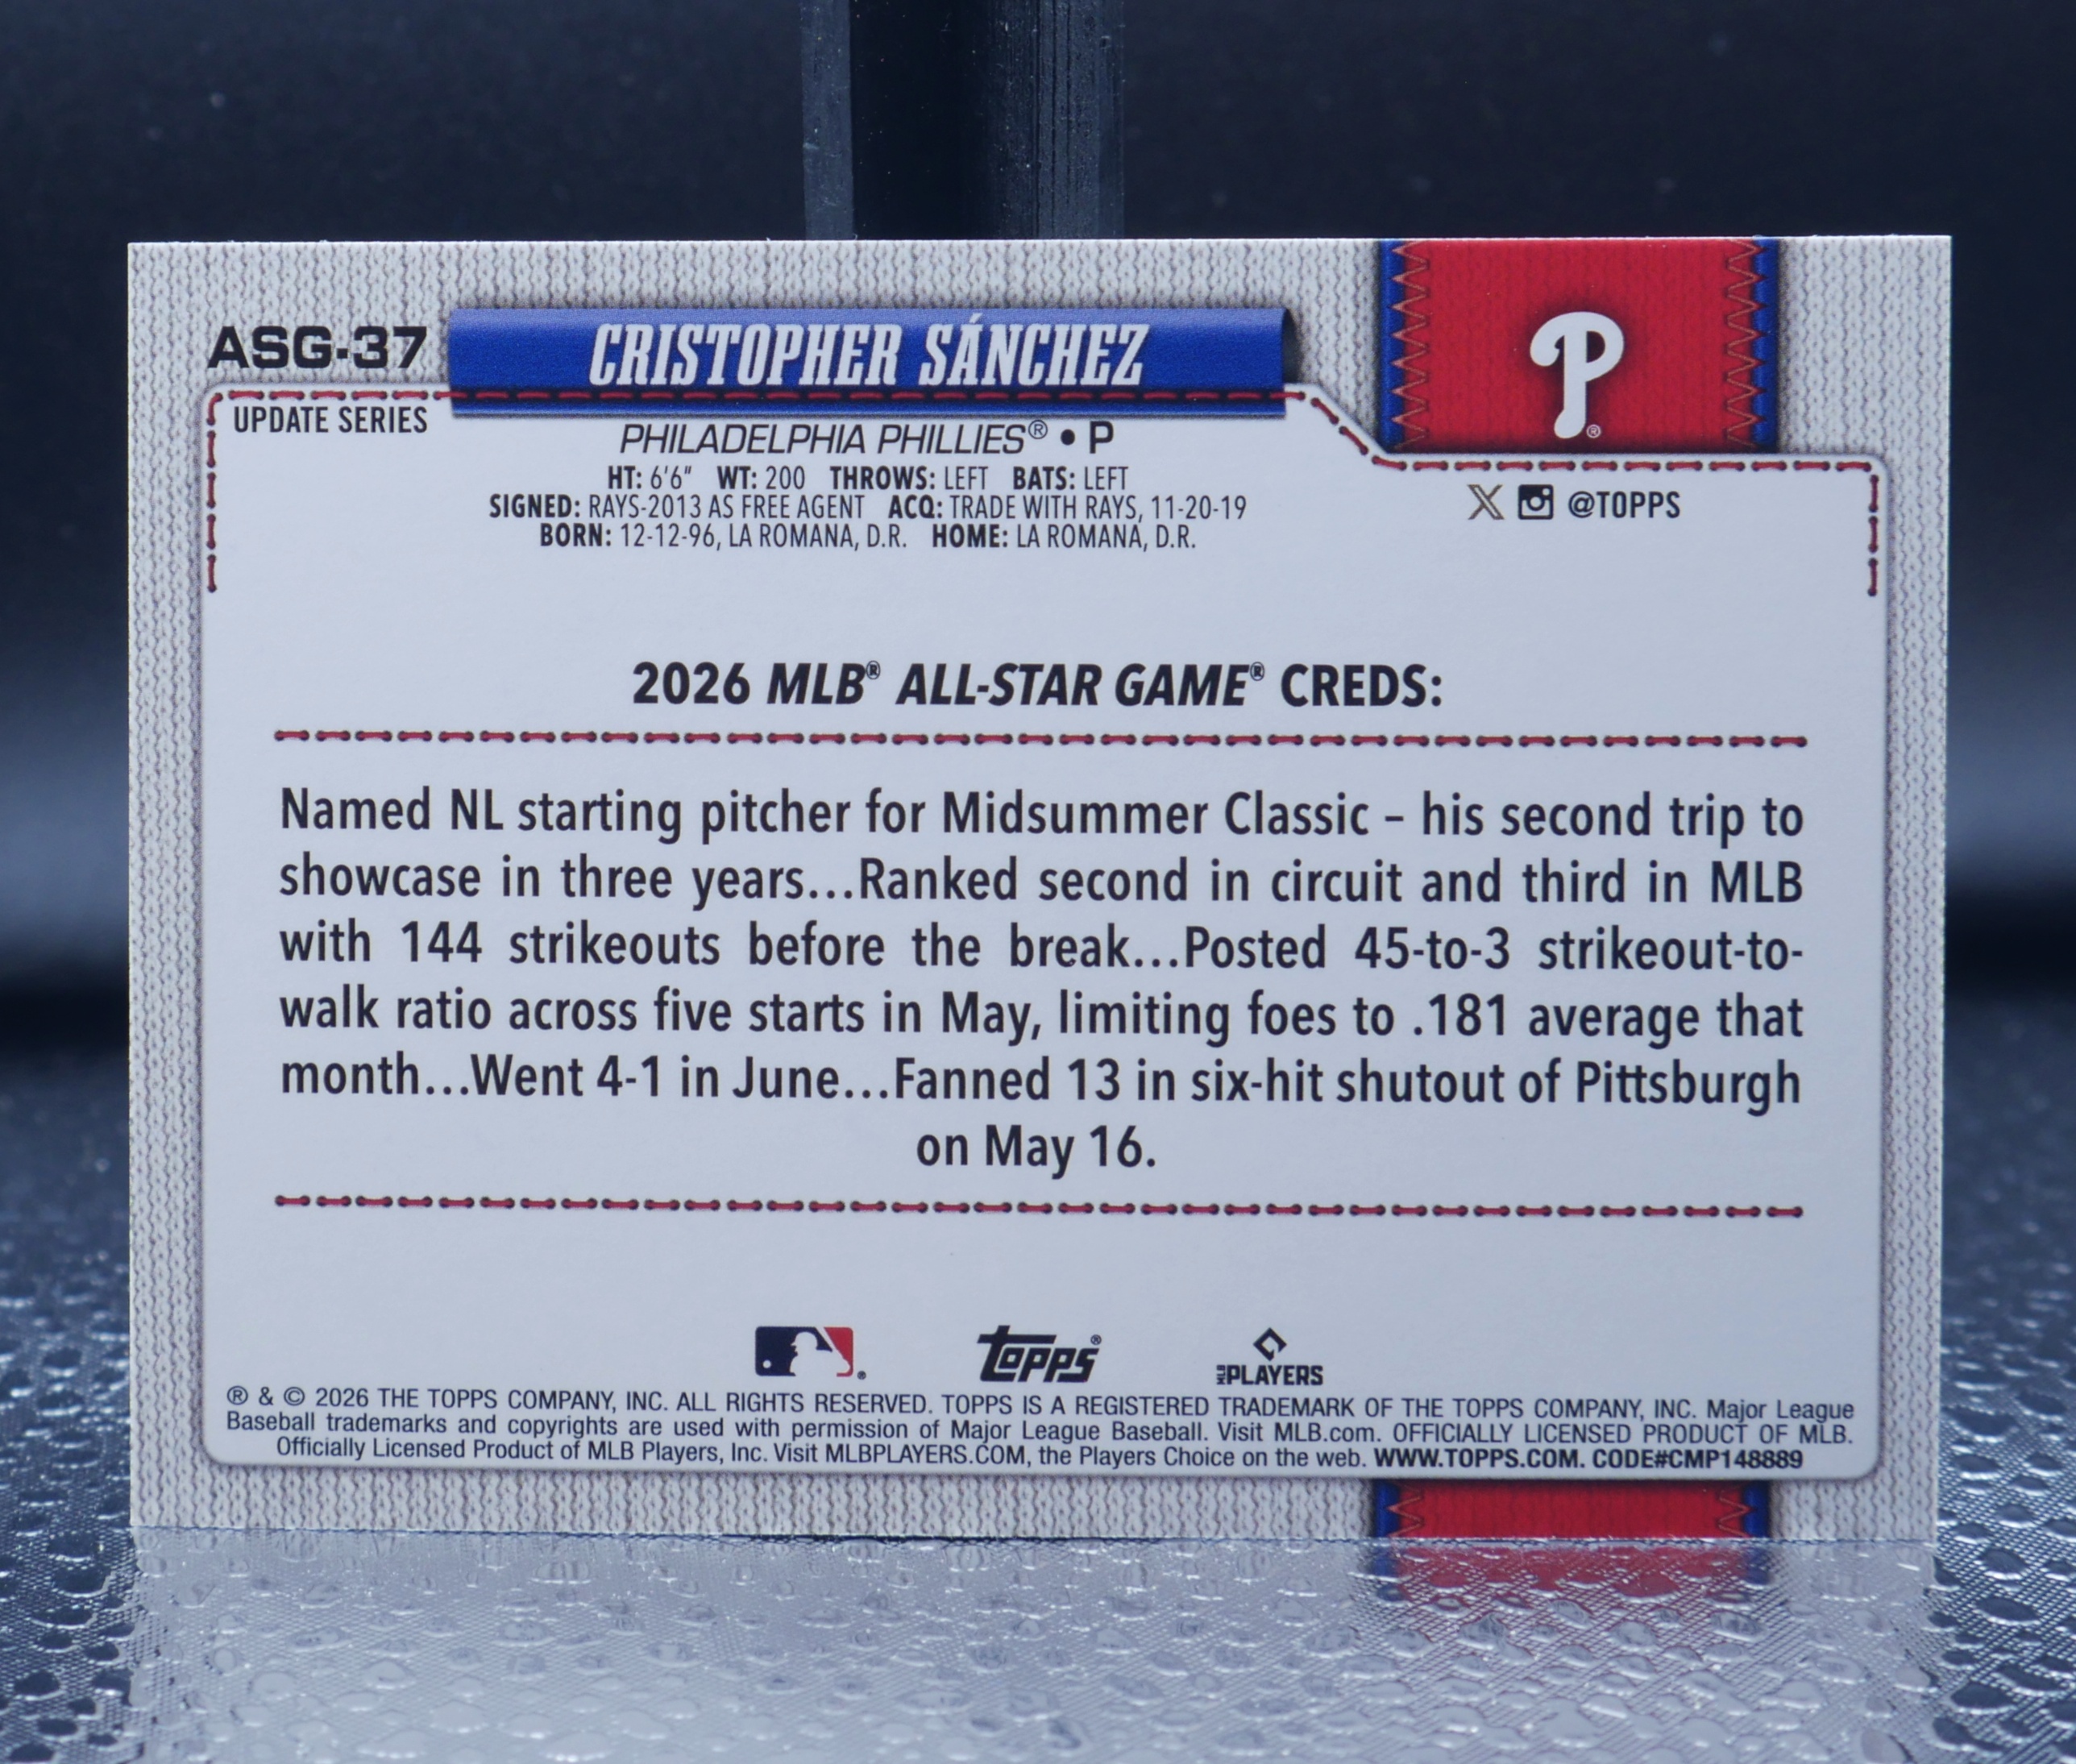 ASG-37
CRISTOPHER SÁNCHEZ
P®
UPDATE SERIES
PHILADELPHIA PHILLIES® • P
HT: 6'6" WT: 200 THROWS: LEFT BATS: LEFT
SIGNED: RAYS-2013 AS FREE AGENT ACQ: TRADE WITH RAYS, 11-20-19
BORN: 12-12-96, LA ROMANA, D.R. HOME: LA ROMANA, D.R.
X @TOPPS
2026 MLB® ALL-STAR GAME® CREDS:
Named NL starting pitcher for Midsummer Classic – his second trip to
showcase in three years...Ranked second in circuit and third in MLB
with 144 strikeouts before the break...Posted 45-to-3 strikeout-to-
walk ratio across five starts in May, limiting foes to .181 average that
month...Went 4-1 in June...Fanned 13 in six-hit shutout of Pittsburgh
on May 16.
Topps® MLB PLAYERS
® & © 2026 THE TOPPS COMPANY, INC. ALL RIGHTS RESERVED. TOPPS IS A REGISTERED TRADEMARK OF THE TOPPS COMPANY, INC. Major League
Baseball trademarks and copyrights are used with permission of Major League Baseball. Visit MLB.com. OFFICIALLY LICENSED PRODUCT OF MLB.
Officially Licensed Product of MLB Players, Inc. Visit MLBPLAYERS.COM, the Players Choice on the web. WWW.TOPPS.COM. CODE#CMP148889